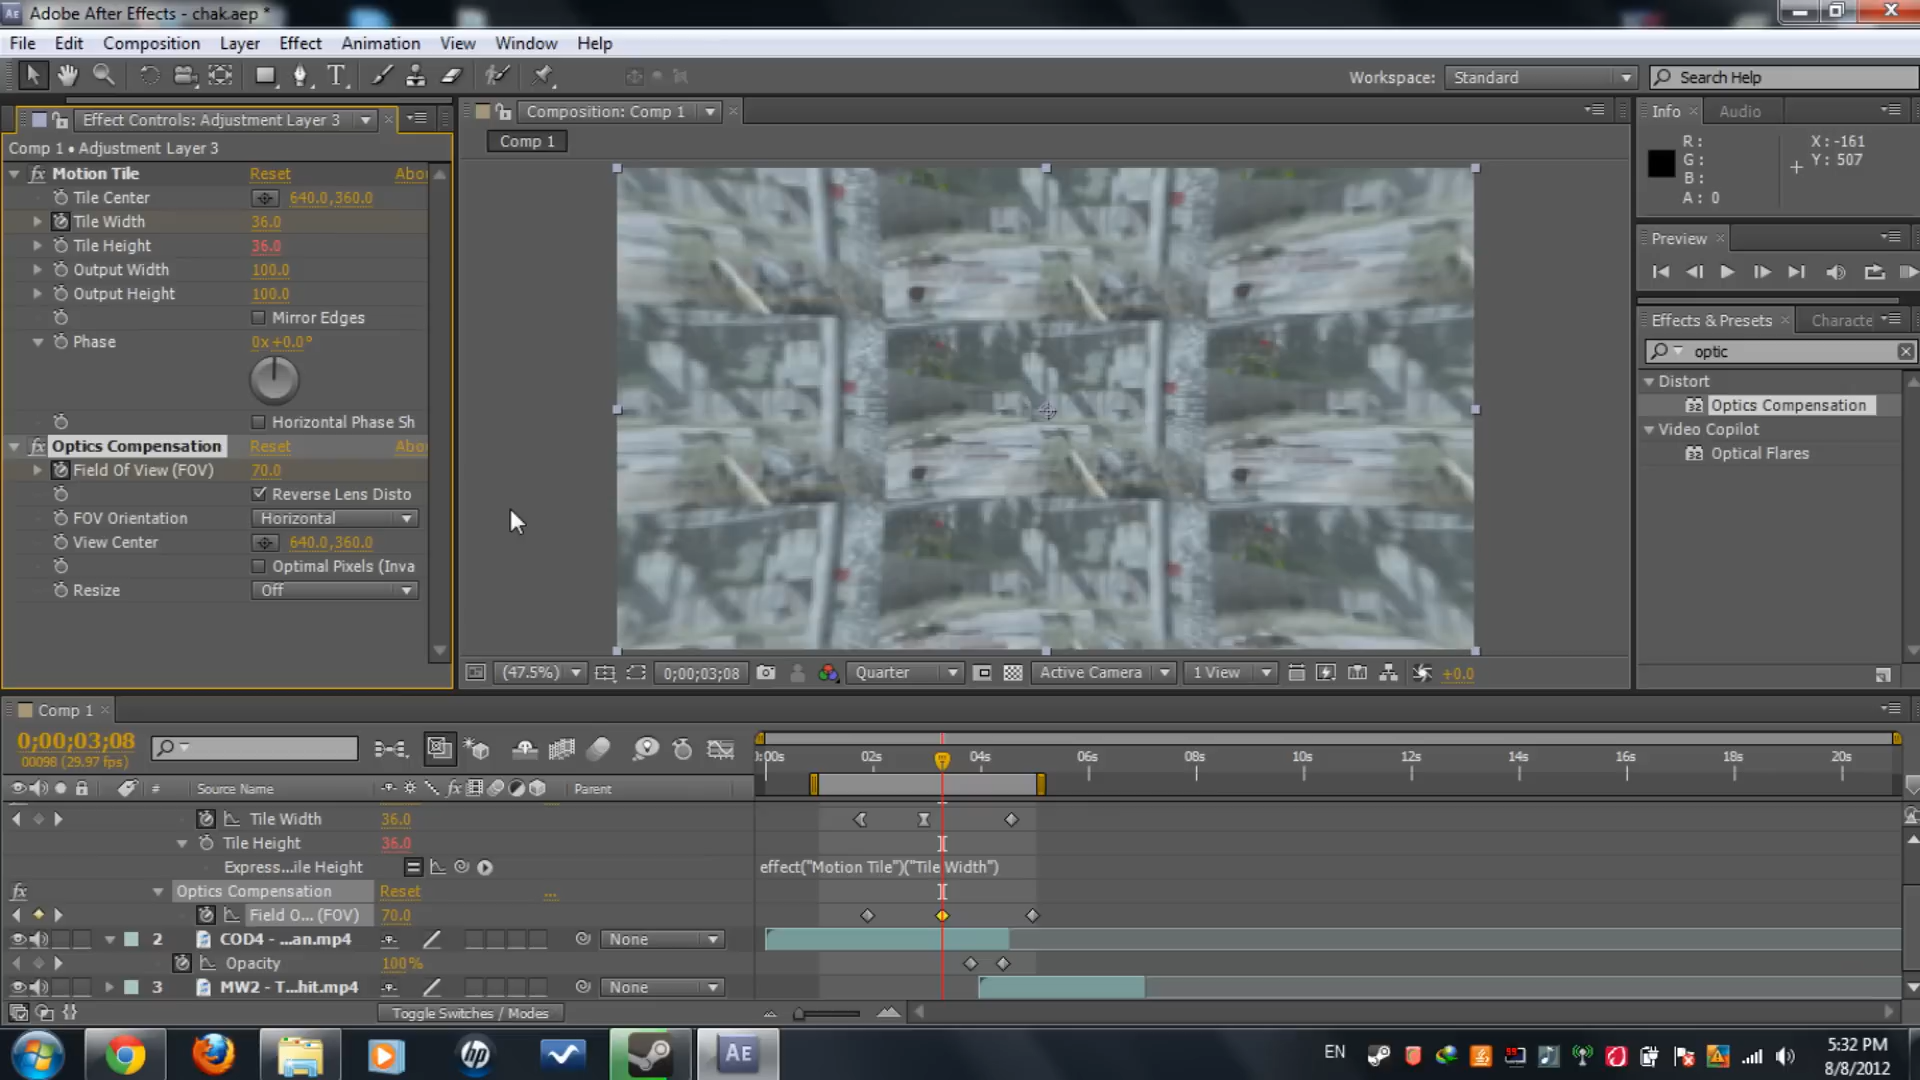 Adobe After Effects - chak.aep *
File Edit Composition Layer Effect Animation View Window Help
Workspace: Standard Search Help
Effect Controls: Adjustment Layer 3
Comp 1 • Adjustment Layer 3
Motion Tile Reset Abou
Tile Center 640.0,360.0
Tile Width 36.0
Tile Height 36.0
Output Width 100.0
Output Height 100.0
Mirror Edges
Phase 0x+0.0°
Horizontal Phase Sh
Optics Compensation Reset Abou
Field Of View (FOV) 70.0
Reverse Lens Disto
FOV Orientation Horizontal
View Center 640.0,360.0
Optimal Pixels (Inva
Resize Off
Composition: Comp 1
Comp 1
(47.5%) 0;00;03;08 Quarter Active Camera 1 View +0.0
Info Audio
R: X: -161
G: Y: 507
B:
A: 0
Preview
Effects & Presets Characte
optic
Distort
32 Optics Compensation
Video Copilot
32 Optical Flares
Comp 1
0;00;03;08
00098 (29.97 fps)
):00s 02s 04s 06s 08s 10s 12s 14s 16s 18s 20s
# Source Name fx Parent
Tile Width 36.0
Tile Height 36.0
Express...ile Height effect("Motion Tile")("Tile Width")
fx Optics Compensation Reset ...
Field O... (FOV) 70.0
2 COD4 - ...an.mp4 None
Opacity 100%
3 MW2 - T...hit.mp4 None
Toggle Switches / Modes
hp AE EN 5:32 PM
8/8/2012